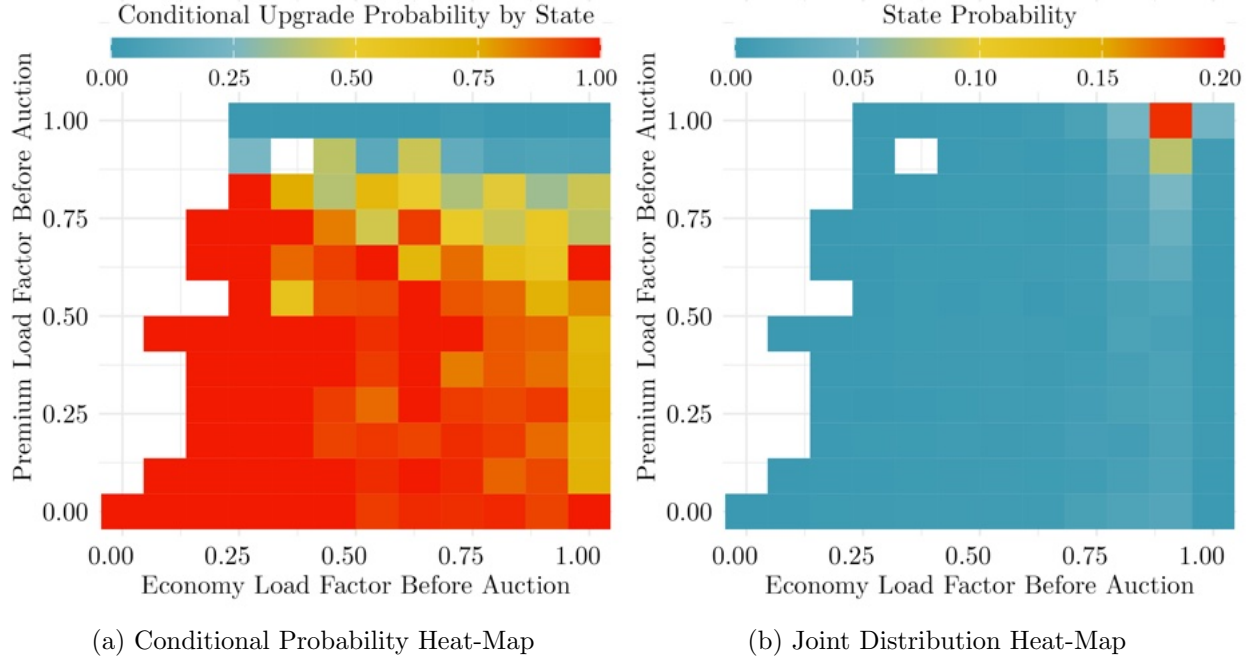 Conditional Upgrade Probability by State
0.00 0.25 0.50 0.75 1.00
Premium Load Factor Before Auction
1.00
0.75
0.50
0.25
0.00
0.00 0.25 0.50 0.75 1.00
Economy Load Factor Before Auction
(a) Conditional Probability Heat-Map
State Probability
0.00 0.05 0.10 0.15 0.20
Premium Load Factor Before Auction
1.00
0.75
0.50
0.25
0.00
0.00 0.25 0.50 0.75 1.00
Economy Load Factor Before Auction
(b) Joint Distribution Heat-Map